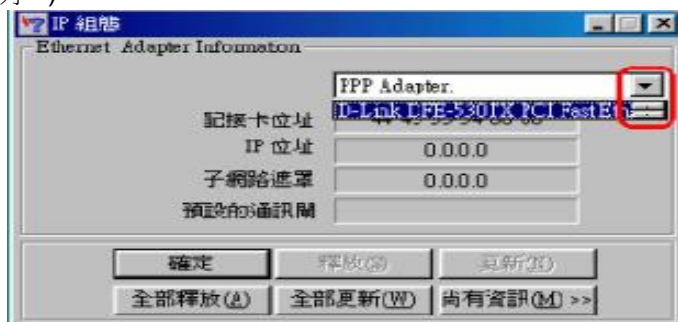 IP 組態
Ethernet Adapter Information
PPP Adapter.
D-Link DFE-530TX PCI Fast Eth
記接卡位址
IP 位址 0.0.0.0
子網路遮罩 0.0.0.0
預設的通訊閘
確定 釋放(S) 更新(N)
全部釋放(A) 全部更新(W) 尚有資訊(M) >>